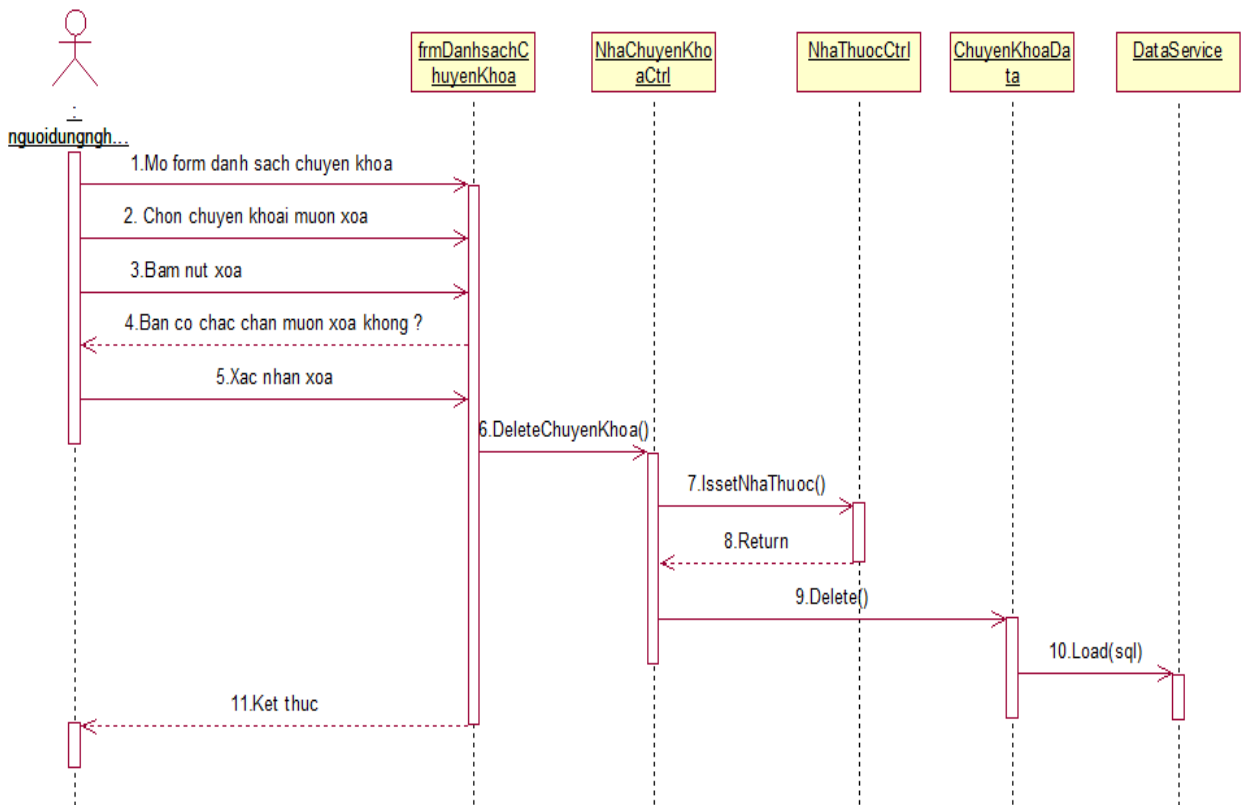 frmDanhsachC
huyenKhoa
NhaChuyenKho
aCtrl
NhaThuocCtrl
ChuyenKhoaDa
ta
DataService
:
nguoidungngh...
1.Mo form danh sach chuyen khoa
2. Chon chuyen khoai muon xoa
3.Bam nut xoa
4.Ban co chac chan muon xoa khong ?
5.Xac nhan xoa
6.DeleteChuyenKhoa()
7.IssetNhaThuoc()
8.Return
9.Delete()
10.Load(sql)
11.Ket thuc